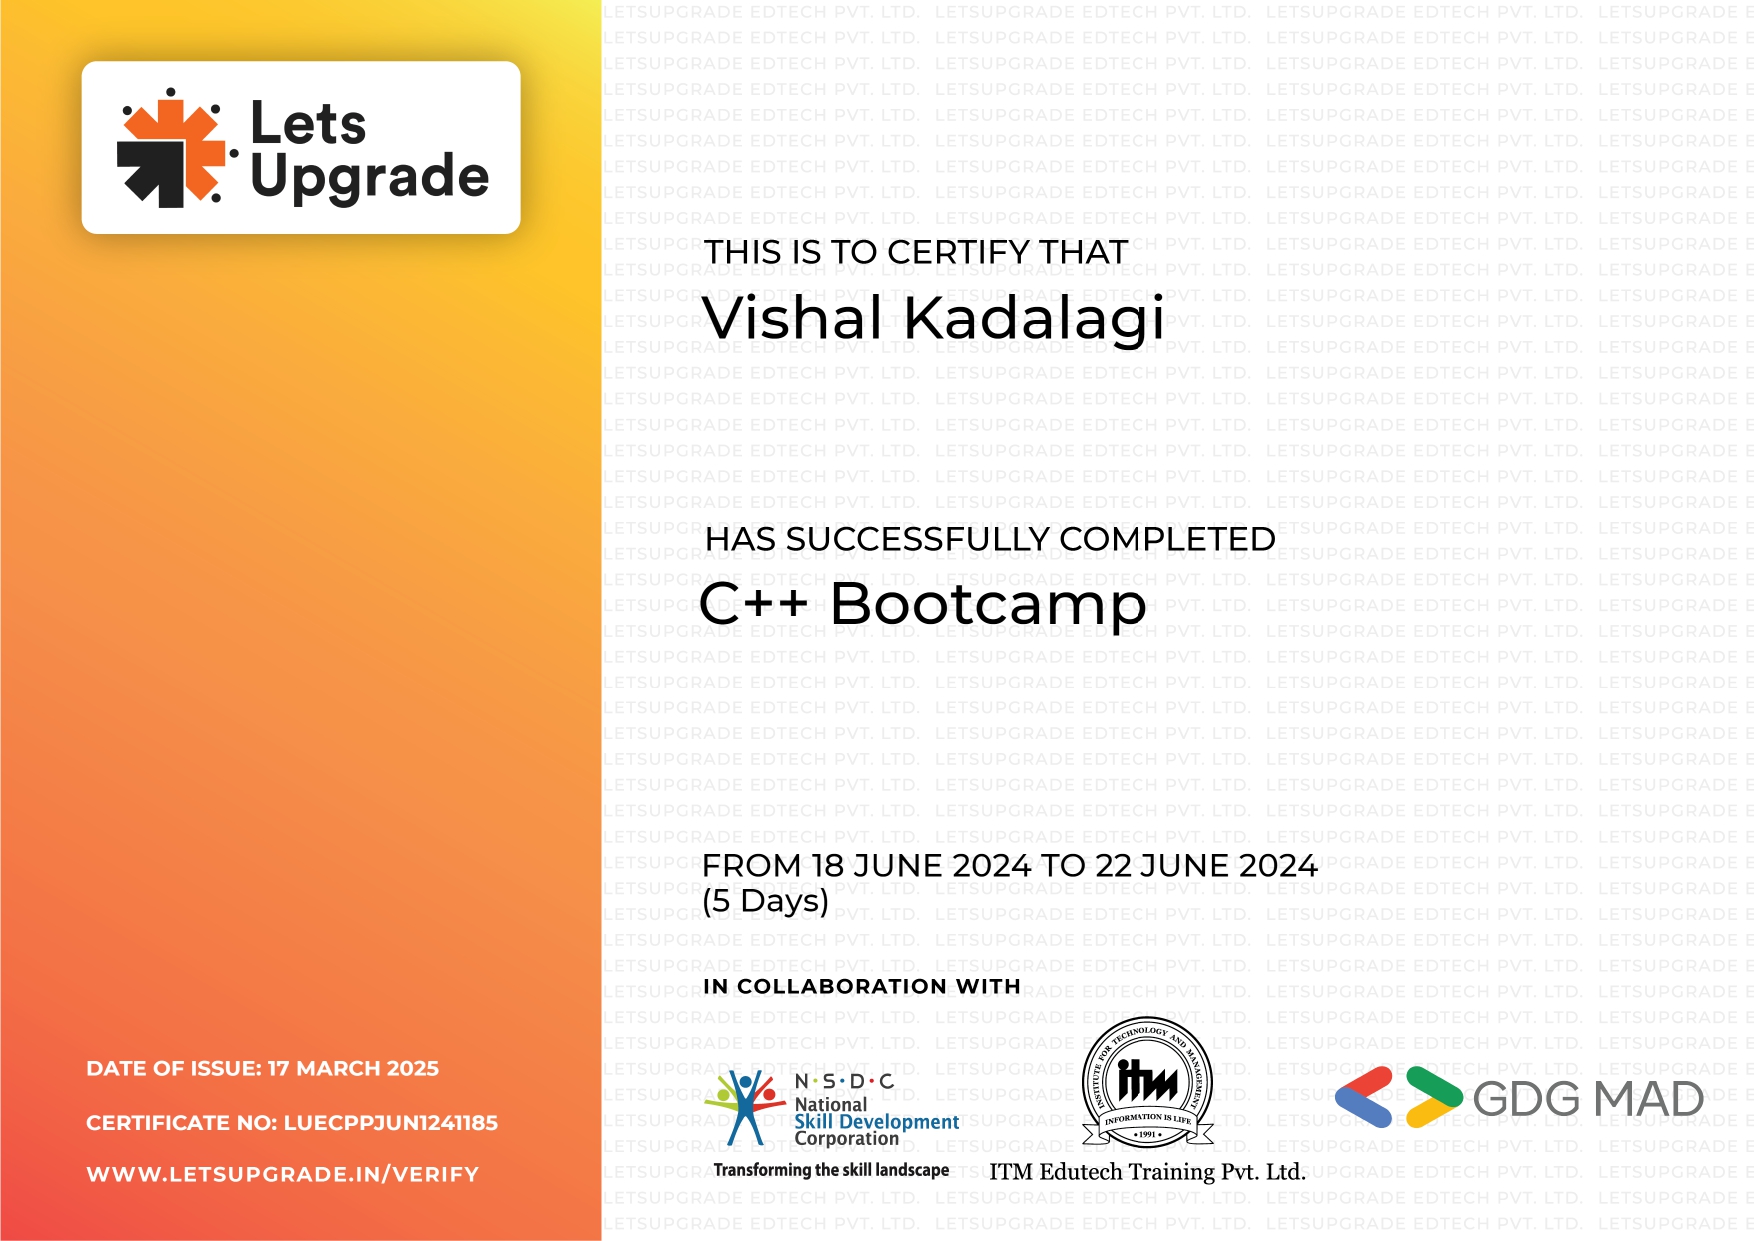 Lets
Upgrade
THIS IS TO CERTIFY THAT
Vishal Kadalagi
HAS SUCCESSFULLY COMPLETED
C++ Bootcamp
FROM 18 JUNE 2024 TO 22 JUNE 2024
(5 Days)
IN COLLABORATION WITH
N·S·D·C
National
Skill Development
Corporation
Transforming the skill landscape
INSTITUTE FOR TECHNOLOGY AND MANAGEMENT
itm
INFORMATION IS LIFE
• 1991 •
ITM Edutech Training Pvt. Ltd.
GDG MAD
DATE OF ISSUE: 17 MARCH 2025
CERTIFICATE NO: LUECPPJUN1241185
WWW.LETSUPGRADE.IN/VERIFY
LETSUPGRADE EDTECH PVT. LTD.